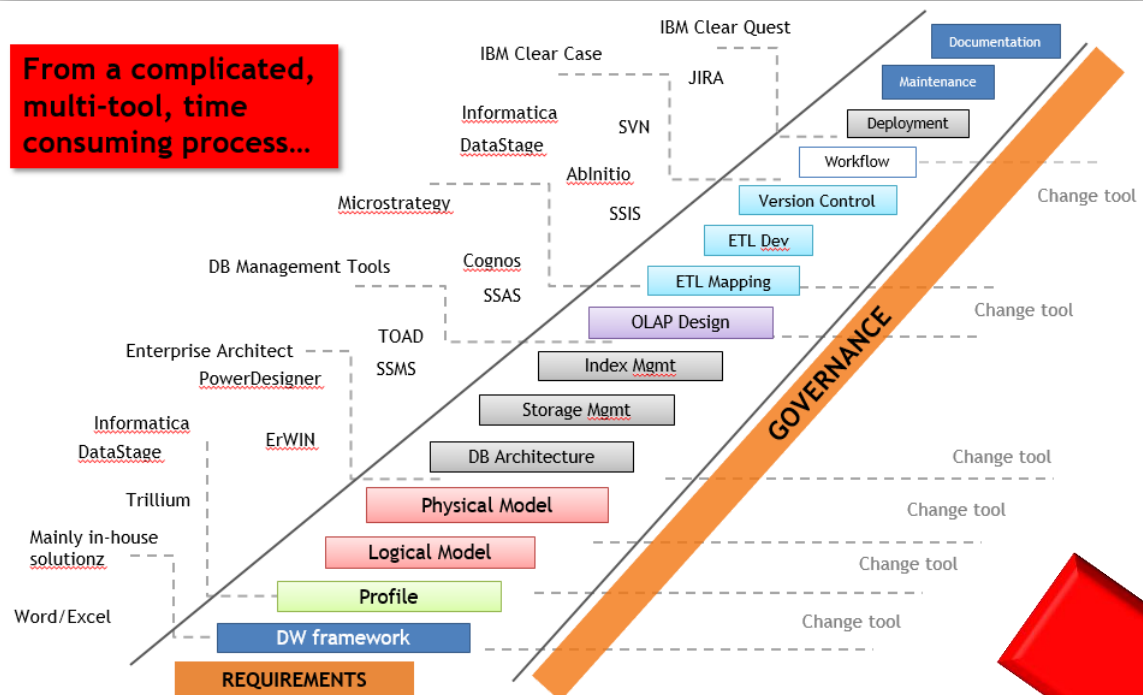 From a complicated,
multi-tool, time
consuming process...
IBM Clear Quest
IBM Clear Case
JIRA
Informatica
DataStage
SVN
AbInitio
SSIS
Microstrategy
Cognos
SSAS
DB Management Tools
TOAD
SSMS
Enterprise Architect
PowerDesigner
ErWIN
Informatica
DataStage
Trillium
Mainly in-house
solutionz
Word/Excel
Documentation
Maintenance
Deployment
Workflow
Version Control
ETL Dev
ETL Mapping
OLAP Design
Index Mgmt
Storage Mgmt
DB Architecture
Physical Model
Logical Model
Profile
DW framework
REQUIREMENTS
GOVERNANCE
Change tool
Change tool
Change tool
Change tool
Change tool
Change tool